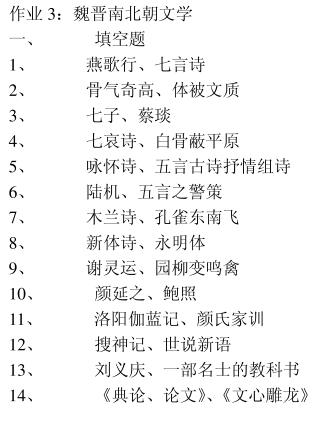 作业 3：魏晋南北朝文学
一、 填空题
1、 燕歌行、七言诗
2、 骨气奇高、体被文质
3、 七子、蔡琰
4、 七哀诗、白骨蔽平原
5、 咏怀诗、五言古诗抒情组诗
6、 陆机、五言之警策
7、 木兰诗、孔雀东南飞
8、 新体诗、永明体
9、 谢灵运、园柳变鸣禽
10、 颜延之、鲍照
11、 洛阳伽蓝记、颜氏家训
12、 搜神记、世说新语
13、 刘义庆、一部名士的教科书
14、 《典论、论文》、《文心雕龙》